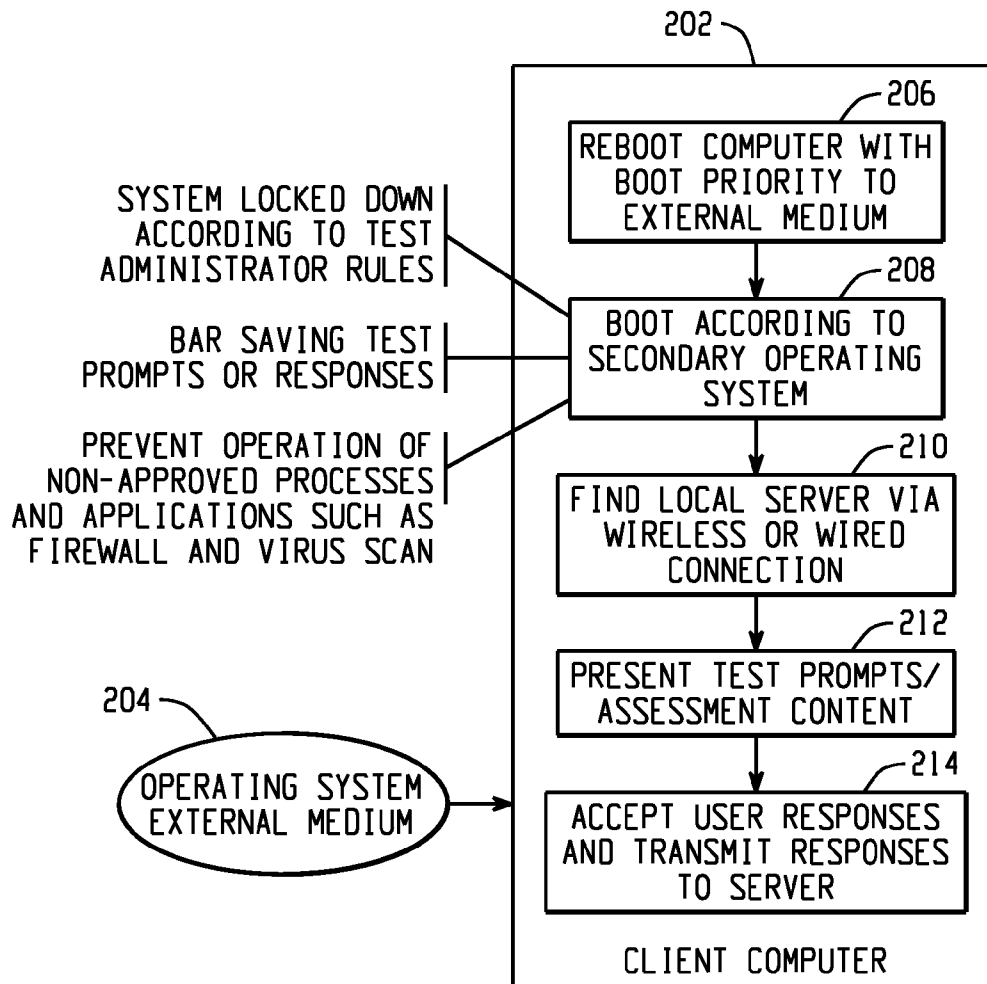 202
206
REBOOT COMPUTER WITH
BOOT PRIORITY TO
EXTERNAL MEDIUM
SYSTEM LOCKED DOWN
ACCORDING TO TEST
ADMINISTRATOR RULES
208
BOOT ACCORDING TO
SECONDARY OPERATING
SYSTEM
BAR SAVING TEST
PROMPTS OR RESPONSES
PREVENT OPERATION OF
NON-APPROVED PROCESSES
AND APPLICATIONS SUCH AS
FIREWALL AND VIRUS SCAN
210
FIND LOCAL SERVER VIA
WIRELESS OR WIRED
CONNECTION
212
PRESENT TEST PROMPTS/
ASSESSMENT CONTENT
204
OPERATING SYSTEM
EXTERNAL MEDIUM
214
ACCEPT USER RESPONSES
AND TRANSMIT RESPONSES
TO SERVER
CLIENT COMPUTER